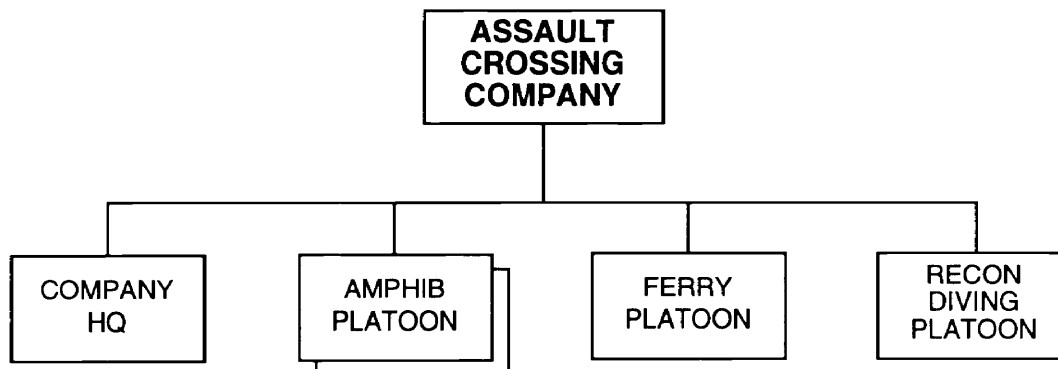 ASSAULT
CROSSING
COMPANY
COMPANY
HQ
AMPHIB
PLATOON
FERRY
PLATOON
RECON
DIVING
PLATOON